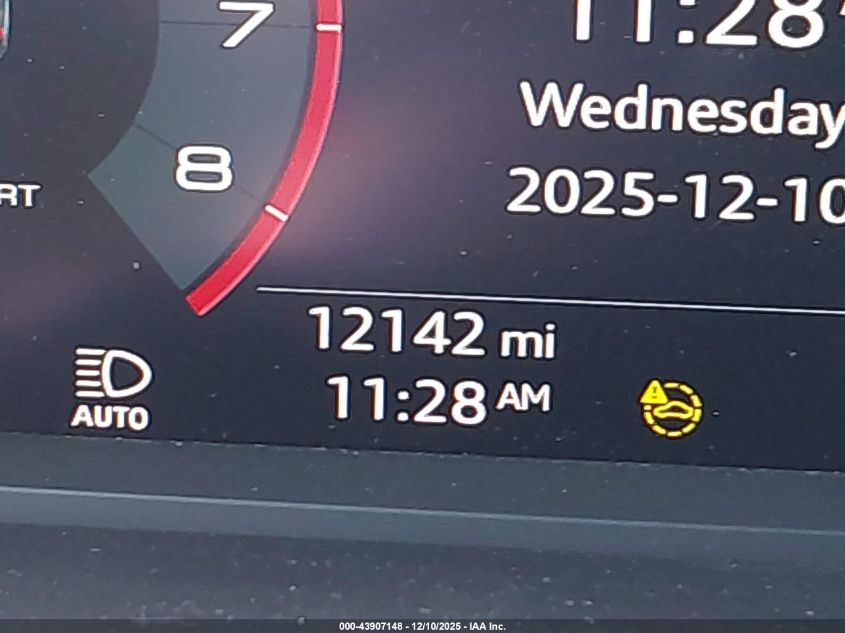 7
11:28
Wednesday
8
2025-12-10
RT
12142 mi
11:28 AM
AUTO
000-43907148 - 12/10/2025 - IAA Inc.